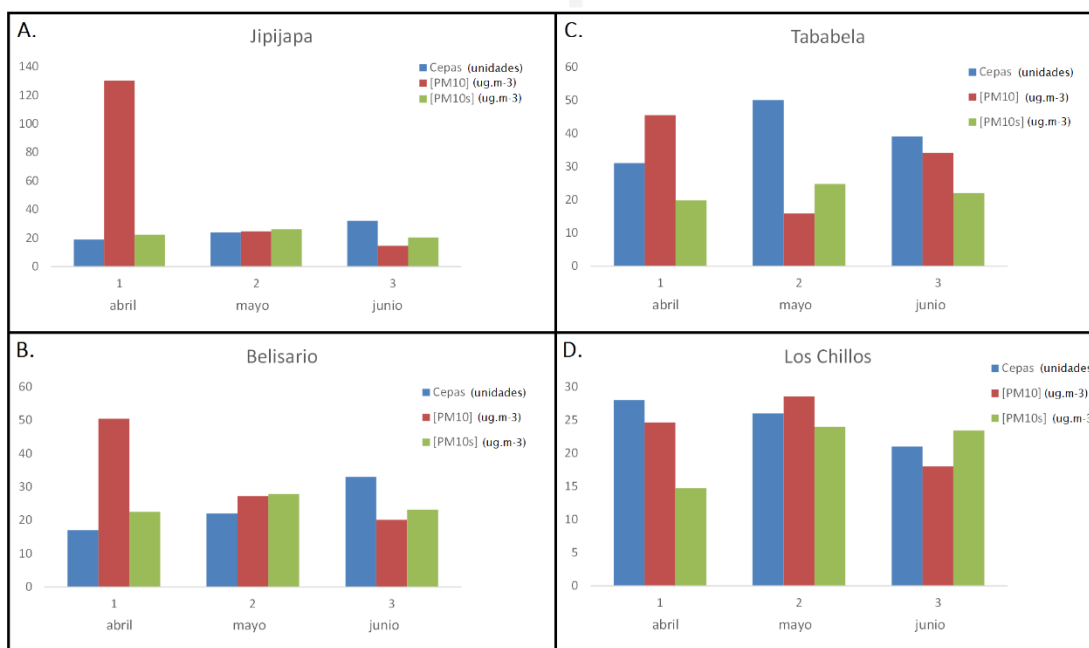 A.
Jipijapa
Cepas (unidades)
[PM10] (ug.m-3)
[PM10s] (ug.m-3)
140
120
100
80
60
40
20
0
1 2 3
abril mayo junio
C.
Tababela
Cepas (unidades)
[PM10] (ug.m-3)
[PM10s] (ug.m-3)
60
50
40
30
20
10
0
1 2 3
abril mayo junio
B.
Belisario
Cepas (unidades)
[PM10] (ug.m-3)
[PM10s] (ug.m-3)
60
50
40
30
20
10
0
1 2 3
abril mayo junio
D.
Los Chillos
Cepas (unidades
[PM10] (ug.m-3)
[PM10s] (ug.m-3
30
25
20
15
10
5
0
1 2 3
abril mayo junio